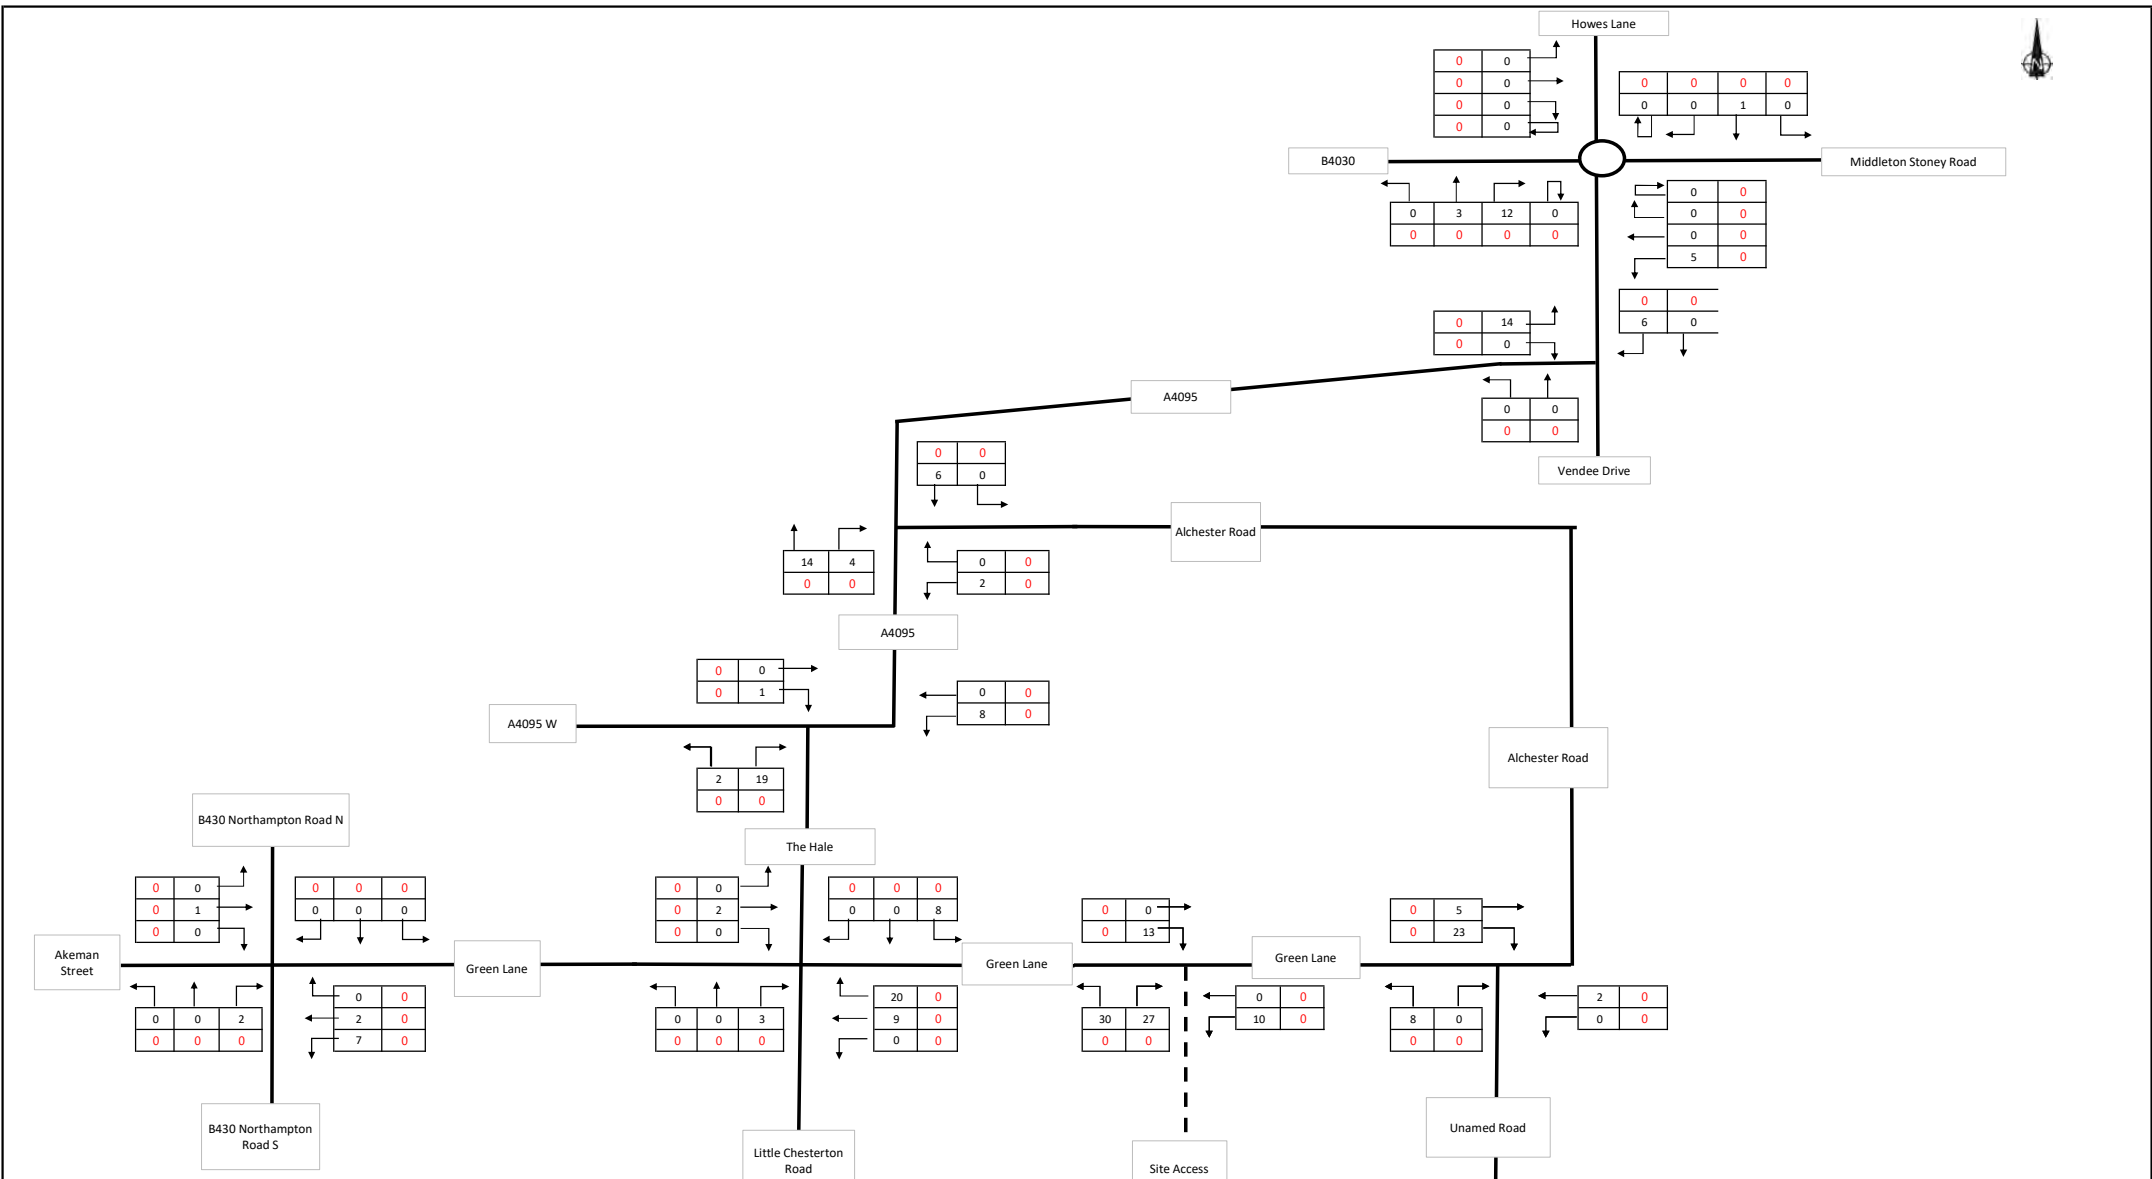 Howes Lane
0 0
0 0
0 0
0 0
0 0 0 0
0 0 1 0
B4030
Middleton Stoney Road
0 3 12 0
0 0 0 0
0 0
0 0
0 0
5 0
0 0
6 0
0 14
0 0
A4095
0 0
0 0
Vendee Drive
0 0
6 0
Alchester Road
14 4
0 0
0 0
2 0
A4095
0 0
0 1
0 0
8 0
A4095 W
2 19
0 0
Alchester Road
B430 Northampton Road N
The Hale
0 0
0 1
0 0
0 0 0
0 0 0
0 0
0 2
0 0
0 0 0
0 0 8
0 0
0 13
0 5
0 23
Akeman
Street
Green Lane
Green Lane
Green Lane
0 0 2
0 0 0
0 0
2 0
7 0
0 0 3
0 0 0
20 0
9 0
0 0
30 27
0 0
0 0
10 0
8 0
0 0
2 0
0 0
B430 Northampton
Road S
Little Chesterton
Road
Site Access
Unamed Road